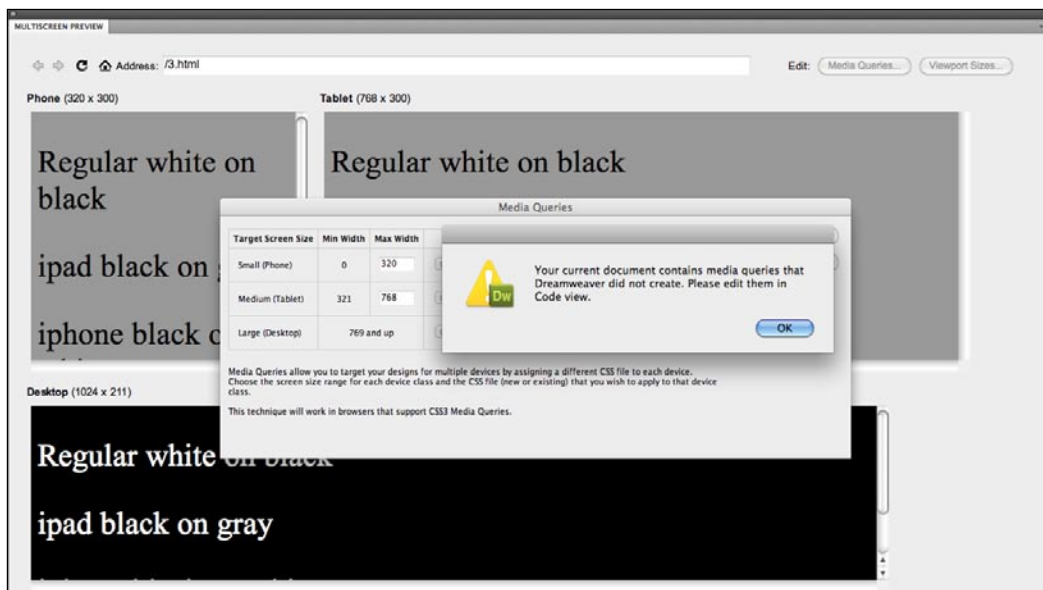 MULTISCREEN PREVIEW
Address: /3.html
Edit: Media Queries... Viewport Sizes...
Phone (320 x 300)
Tablet (768 x 300)
Regular white on
black
ipad black on
iphone black
Regular white on black
Media Queries
Target Screen Size Min Width Max Width
Small (Phone) 0 320
Medium (Tablet) 321 768
Large (Desktop) 769 and up
Media Queries allow you to target your designs for multiple devices by assigning a different CSS file to each device.
Choose the screen size range for each device class and the CSS file (new or existing) that you wish to apply to that device
class.
This technique will work in browsers that support CSS3 Media Queries.
Dw
Your current document contains media queries that
Dreamweaver did not create. Please edit them in
Code view.
OK
Desktop (1024 x 211)
Regular white on black
ipad black on gray